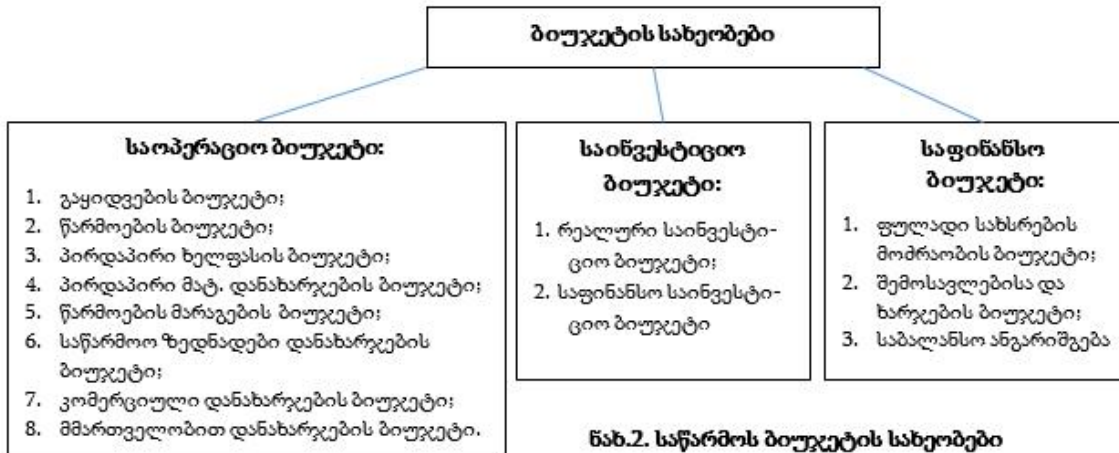 ბიუჯეტის სახეობები
საოპერაციო ბიუჯეტი:
1. გაყიდვების ბიუჯეტი;
2. წარმოების ბიუჯეტი;
3. პირდაპირი ხელფასის ბიუჯეტი;
4. პირდაპირი მატ. დანახარჯების ბიუჯეტი;
5. წარმოების მარაგების ბიუჯეტი;
6. საწარმოო ზედნადები დანახარჯების
ბიუჯეტი;
7. კომერციული დანახარჯების ბიუჯეტი;
8. მმართველობით დანახარჯების ბიუჯეტი.
საინვესტიციო
ბიუჯეტი:
1. რეალური საინვესტი-
ციო ბიუჯეტი;
2. საფინანსო საინვესტი-
ციო ბიუჯეტი
საფინანსო
ბიუჯეტი:
1. ფულადი სახსრების
მოძრაობის ბიუჯეტი;
2. შემოსავლებისა და
ხარჯების ბიუჯეტი;
3. საბალანსო ანგარიშგება
ნახ.2. საწარმოს ბიუჯეტის სახეობები